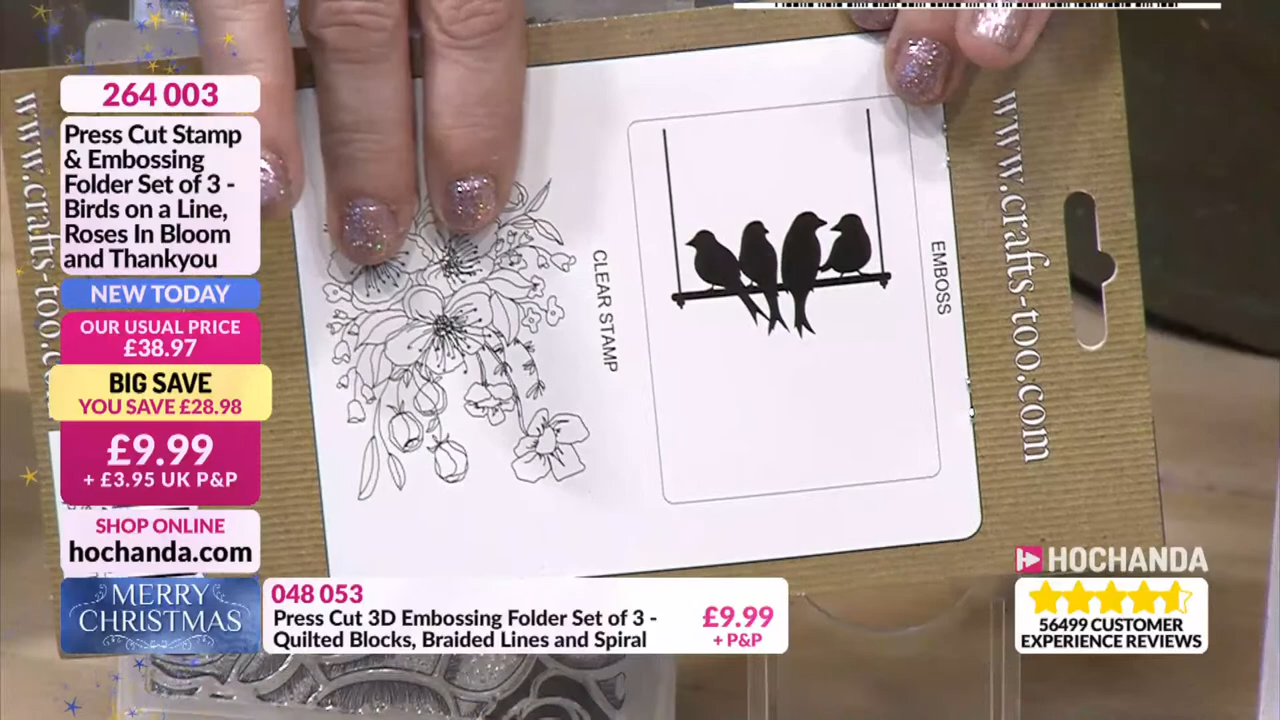 264 003
Press Cut Stamp
& Embossing
Folder Set of 3 -
Birds on a Line,
Roses In Bloom
and Thankyou
NEW TODAY
OUR USUAL PRICE
£38.97
BIG SAVE
YOU SAVE £28.98
£9.99
+ £3.95 UK P&P
SHOP ONLINE
hochanda.com
MERRY
CHRISTMAS
048 053
Press Cut 3D Embossing Folder Set of 3 -
Quilted Blocks, Braided Lines and Spiral
£9.99
+ P&P
HOCHANDA
56499 CUSTOMER
EXPERIENCE REVIEWS
www.crafts-too.c
CLEAR STAMP
EMBOSS
www.crafts-too.com